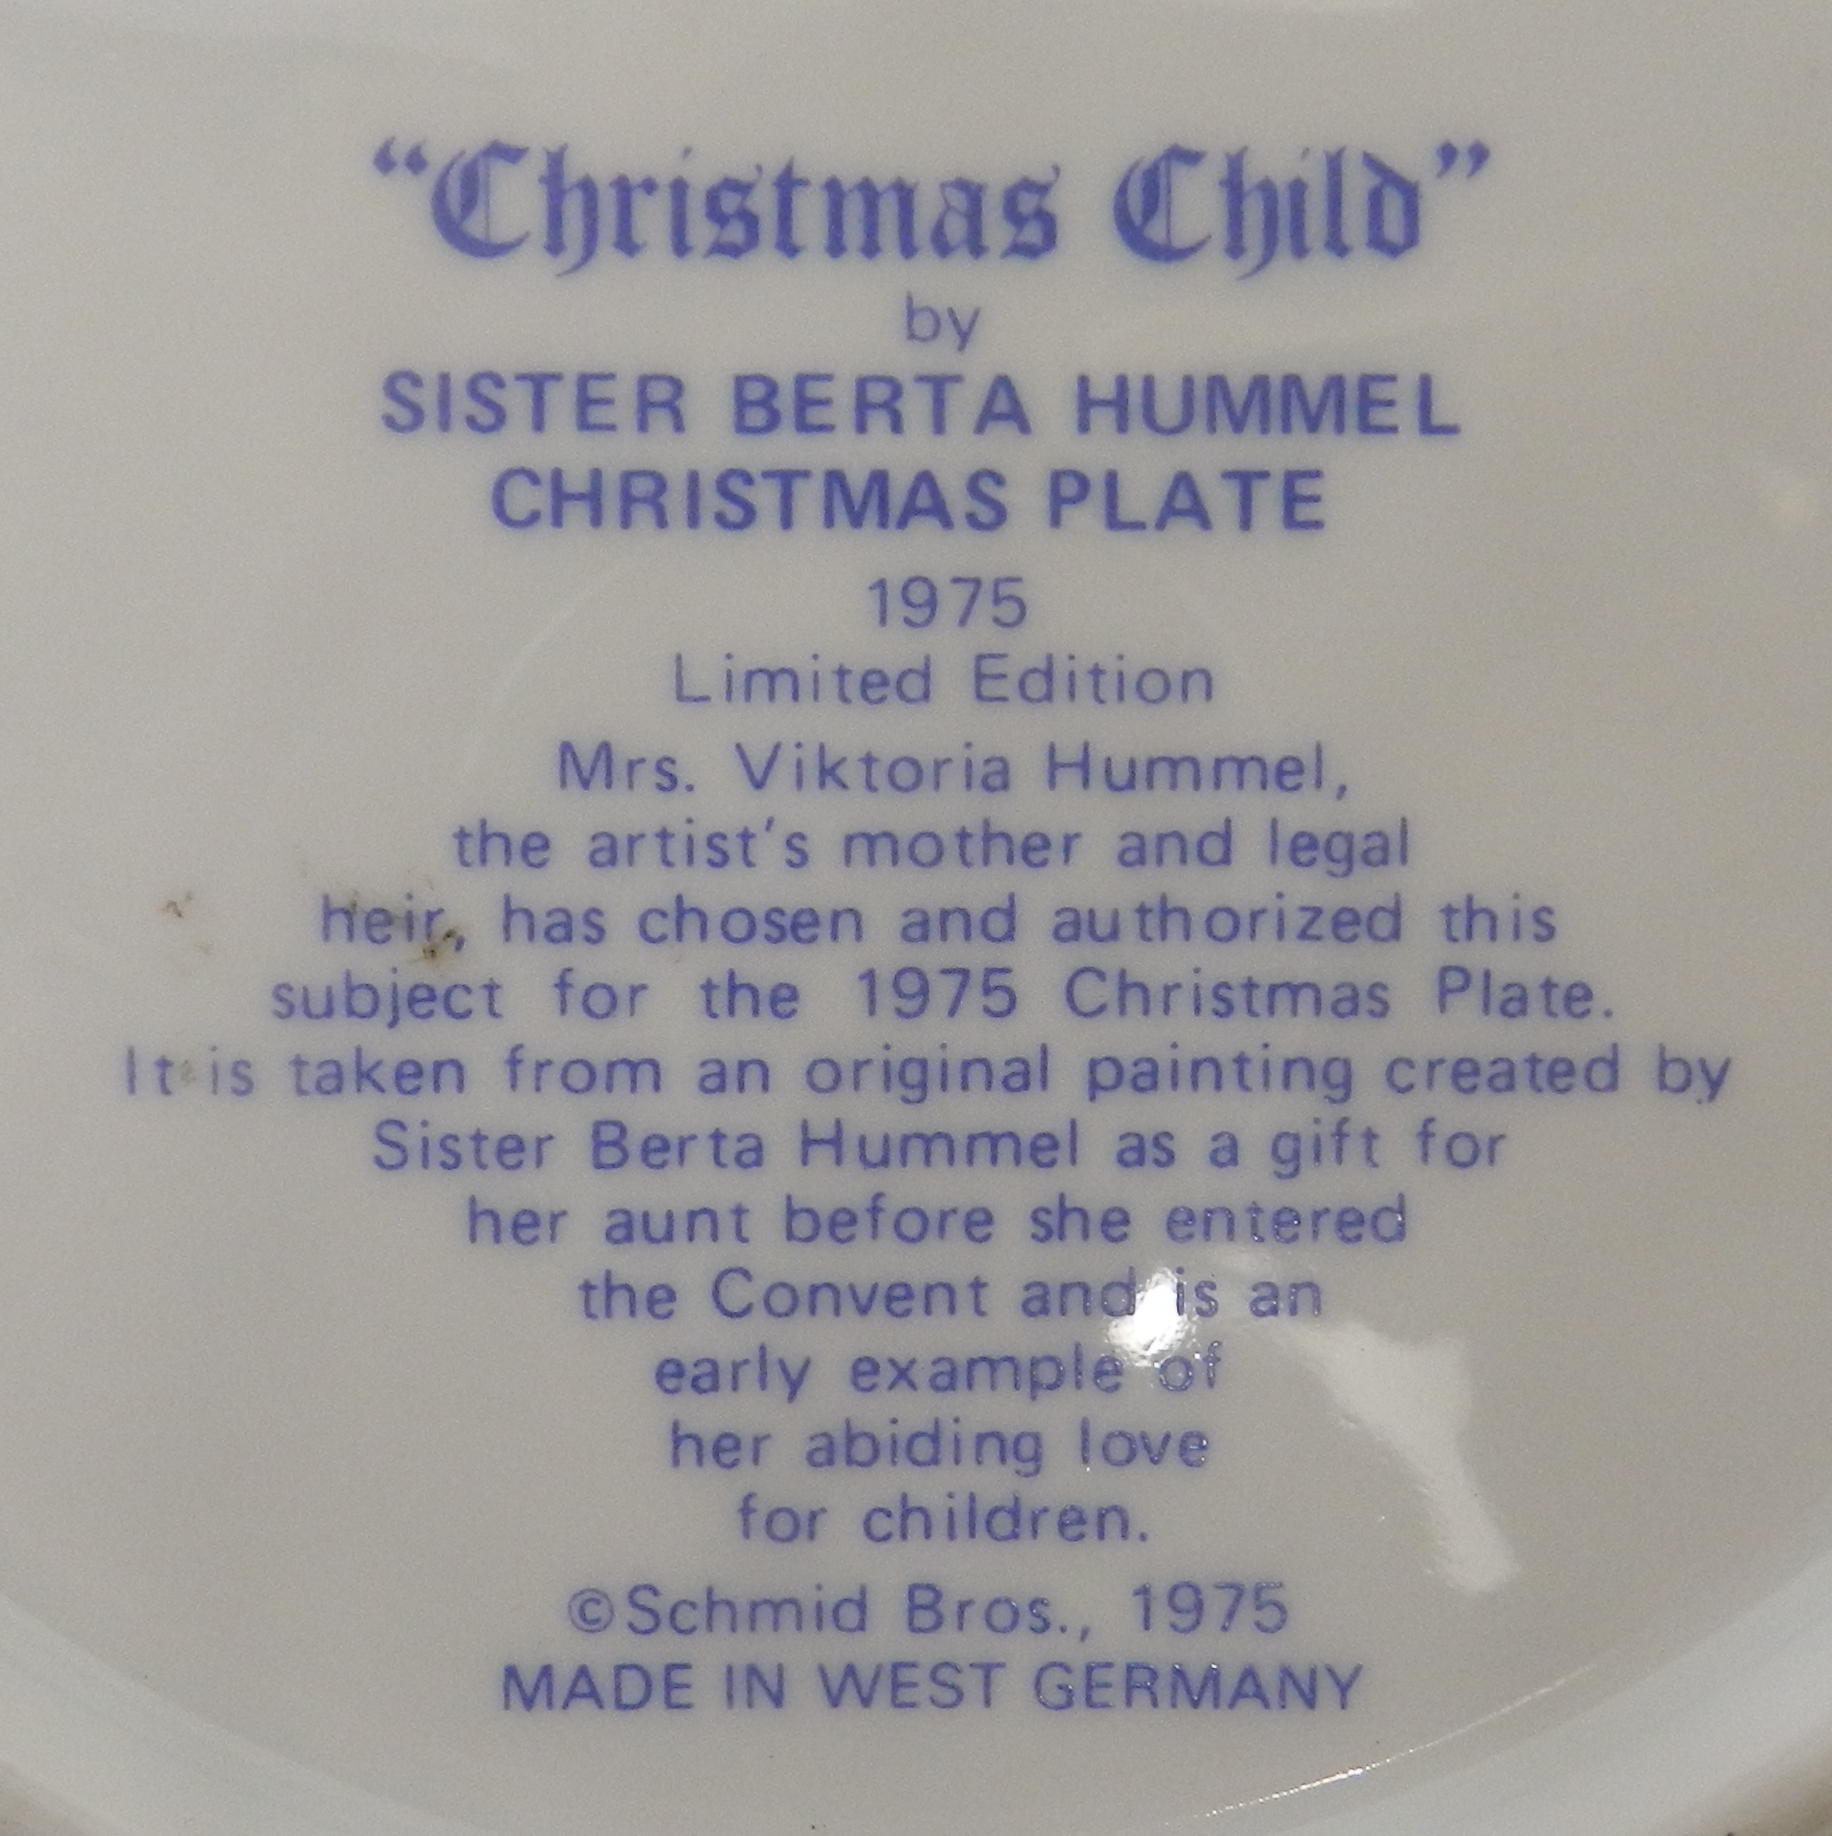 “Christmas Child”
by
SISTER BERTA HUMMEL
CHRISTMAS PLATE
1975
Limited Edition
Mrs. Viktoria Hummel,
the artist's mother and legal
heir, has chosen and authorized this
subject for the 1975 Christmas Plate.
It is taken from an original painting created by
Sister Berta Hummel as a gift for
her aunt before she entered
the Convent and is an
early example of
her abiding love
for children.
©Schmid Bros., 1975
MADE IN WEST GERMANY